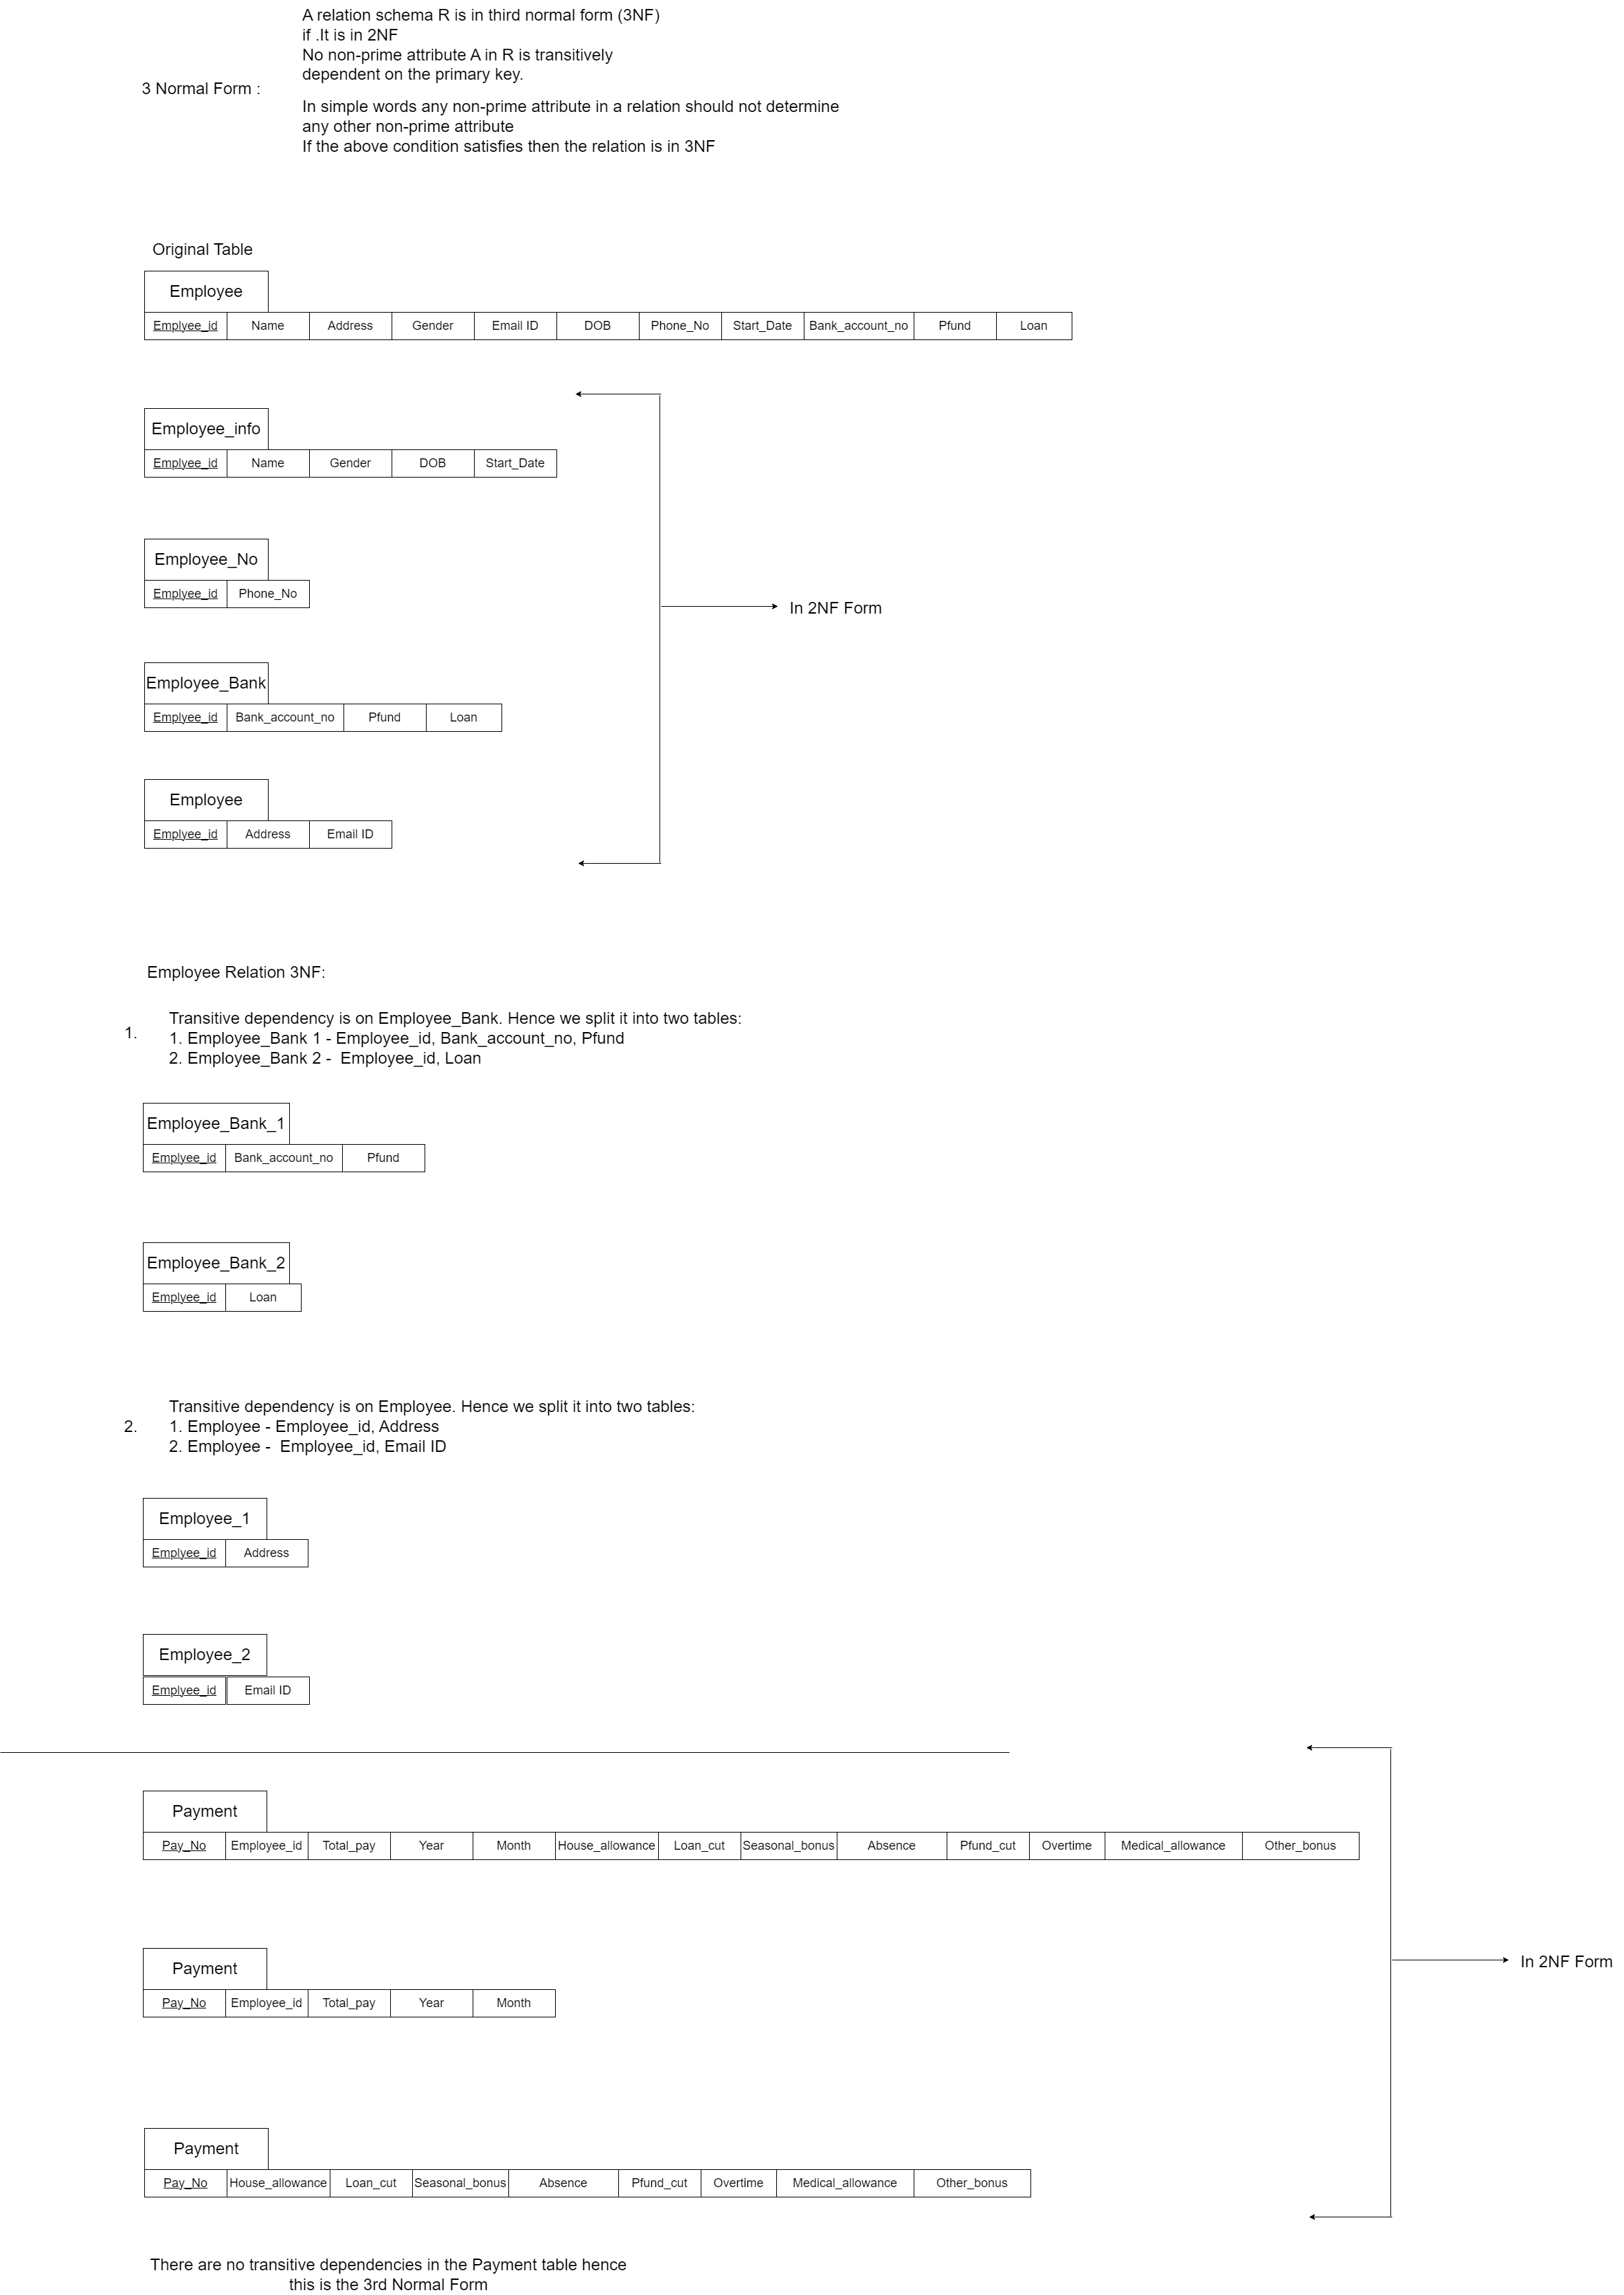 A relation schema R is in third normal form (3NF)
if .It is in 2NF
No non-prime attribute A in R is transitively
dependent on the primary key.
3 Normal Form :
In simple words any non-prime attribute in a relation should not determine
any other non-prime attribute
If the above condition satisfies then the relation is in 3NF
Original Table
Employee
Emplyee_id Name Address Gender Email ID DOB Phone_No Start_Date Bank_account_no Pfund Loan
Employee_info
Emplyee_id Name Gender DOB Start_Date
Employee_No
Emplyee_id Phone_No
In 2NF Form
Employee_Bank
Emplyee_id Bank_account_no Pfund Loan
Employee
Emplyee_id Address Email ID
Employee Relation 3NF:
1.
Transitive dependency is on Employee_Bank. Hence we split it into two tables:
1. Employee_Bank 1 - Employee_id, Bank_account_no, Pfund
2. Employee_Bank 2 - Employee_id, Loan
Employee_Bank_1
Emplyee_id Bank_account_no Pfund
Employee_Bank_2
Emplyee_id Loan
2.
Transitive dependency is on Employee. Hence we split it into two tables:
1. Employee - Employee_id, Address
2. Employee - Employee_id, Email ID
Employee_1
Emplyee_id Address
Employee_2
Emplyee_id Email ID
Payment
Pay_No Employee_id Total_pay Year Month House_allowance Loan_cut Seasonal_bonus Absence Pfund_cut Overtime Medical_allowance Other_bonus
Payment
In 2NF Form
Pay_No Employee_id Total_pay Year Month
Payment
Pay_No House_allowance Loan_cut Seasonal_bonus Absence Pfund_cut Overtime Medical_allowance Other_bonus
There are no transitive dependencies in the Payment table hence
this is the 3rd Normal Form